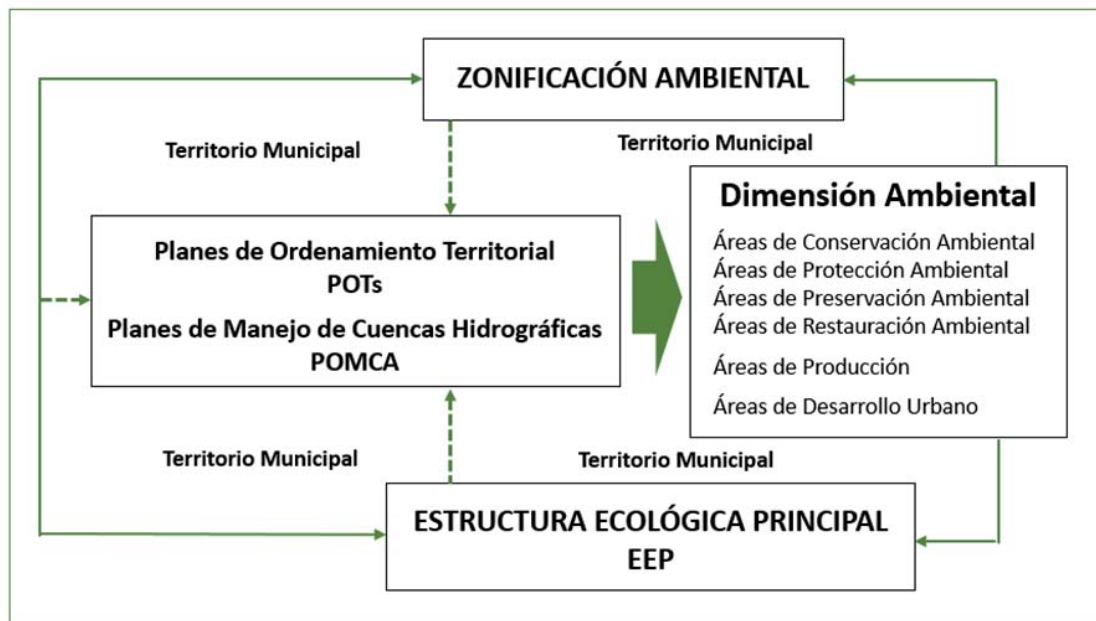 ZONIFICACIÓN AMBIENTAL
Territorio Municipal
Territorio Municipal
Planes de Ordenamiento Territorial
POTs
Planes de Manejo de Cuencas Hidrográficas
POMCA
Dimensión Ambiental
Áreas de Conservación Ambiental
Áreas de Protección Ambiental
Áreas de Preservación Ambiental
Áreas de Restauración Ambiental
Áreas de Producción
Áreas de Desarrollo Urbano
Territorio Municipal
Territorio Municipal
ESTRUCTURA ECOLÓGICA PRINCIPAL
EEP